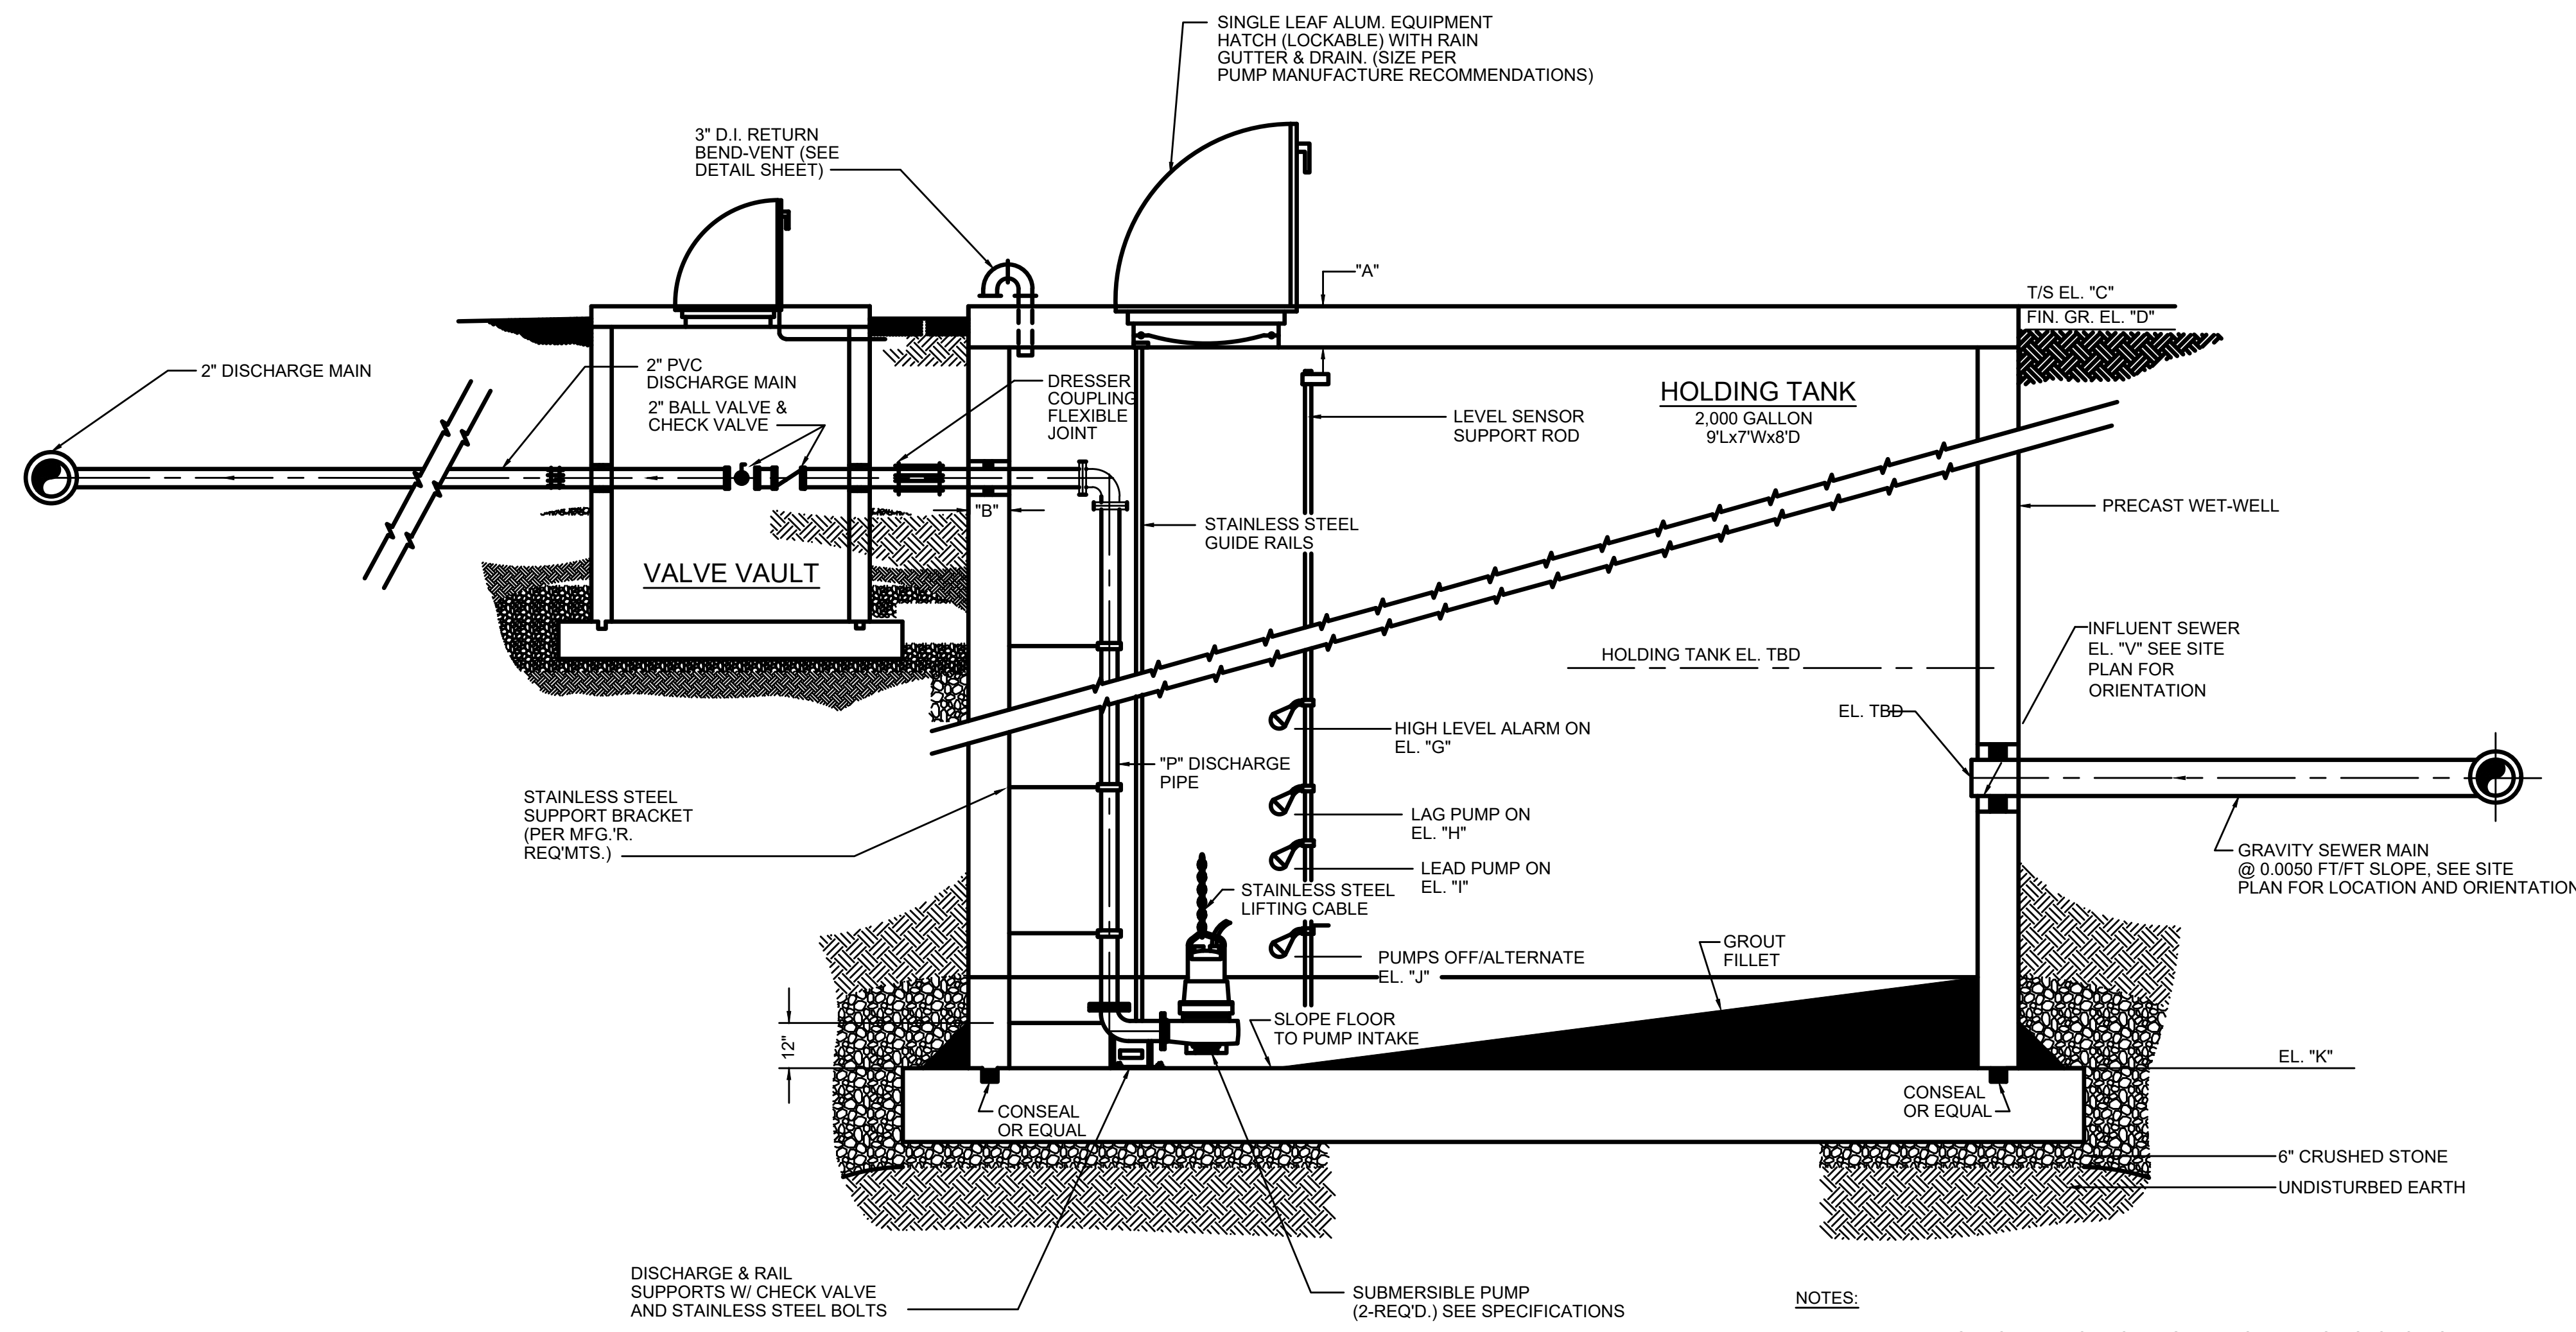 SINGLE LEAF ALUM. EQUIPMENT
HATCH (LOCKABLE) WITH RAIN
GUTTER & DRAIN. (SIZE PER
PUMP MANUFACTURE RECOMMENDATIONS)
3" D.I. RETURN
BEND-VENT (SEE
DETAIL SHEET)
"A"
T/S EL. "C"
FIN. GR. EL. "D"
2" DISCHARGE MAIN
2" PVC
DISCHARGE MAIN
2" BALL VALVE &
CHECK VALVE
DRESSER
COUPLING
FLEXIBLE
JOINT
HOLDING TANK
2,000 GALLON
9'Lx7'Wx8'D
LEVEL SENSOR
SUPPORT ROD
"B"
STAINLESS STEEL
GUIDE RAILS
PRECAST WET-WELL
VALVE VAULT
INFLUENT SEWER
EL. "V" SEE SITE
PLAN FOR
ORIENTATION
HOLDING TANK EL. TBD
EL. TBD
HIGH LEVEL ALARM ON
EL. "G"
"P" DISCHARGE
PIPE
STAINLESS STEEL
SUPPORT BRACKET
(PER MFG.'R.
REQ'MTS.)
LAG PUMP ON
EL. "H"
GRAVITY SEWER MAIN
@ 0.0050 FT/FT SLOPE, SEE SITE
PLAN FOR LOCATION AND ORIENTATION
LEAD PUMP ON
EL. "I"
STAINLESS STEEL
LIFTING CABLE
GROUT
FILLET
PUMPS OFF/ALTERNATE
EL. "J"
SLOPE FLOOR
TO PUMP INTAKE
12"
EL. "K"
CONSEAL
OR EQUAL
CONSEAL
OR EQUAL
6" CRUSHED STONE
UNDISTURBED EARTH
DISCHARGE & RAIL
SUPPORTS W/ CHECK VALVE
AND STAINLESS STEEL BOLTS
SUBMERSIBLE PUMP
(2-REQ'D.) SEE SPECIFICATIONS
NOTES: